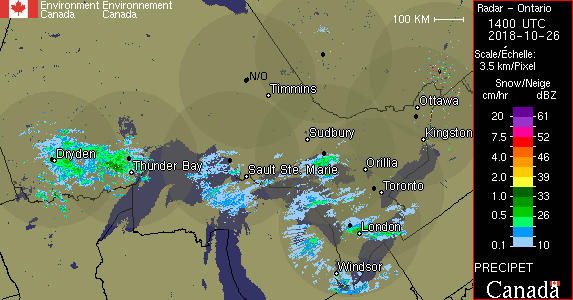 Environment Environnement
Canada Canada
100 KM
N/O
Timmins
Ottawa
Sudbury
Kingston
Dryden
Thunder Bay
Sault Ste. Marie
Orillia
Toronto
London
Windsor
Radar - Ontario
1400 UTC
2018-10-26
Scale/Échelle:
3.5 km/Pixel
Snow/Neige
cm/hr dBZ
20 61
7.5 52
4.0 46
2.0 39
1.0 33
0.5 26
0.1 10
PRECIPET
Canada